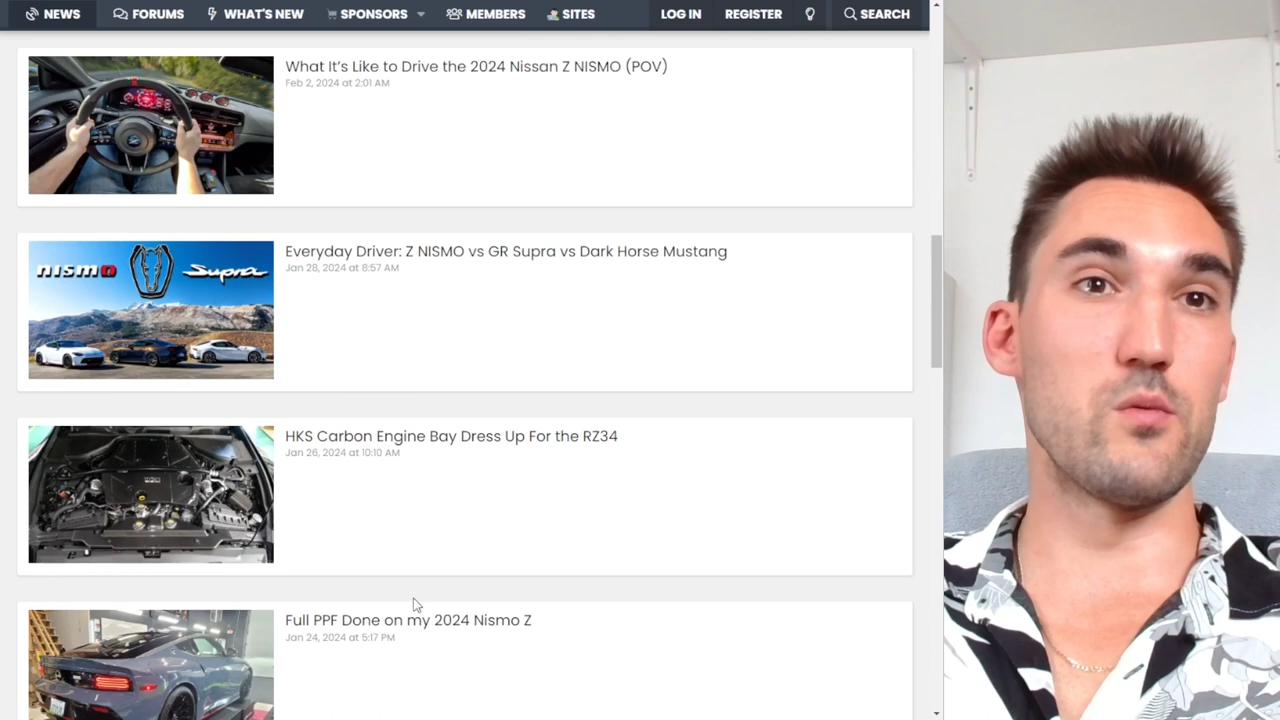 NEWS FORUMS WHAT'S NEW SPONSORS MEMBERS SITES LOG IN REGISTER SEARCH
What It’s Like to Drive the 2024 Nissan Z NISMO (POV)
Feb 2, 2024 at 2:01 AM
Everyday Driver: Z NISMO vs GR Supra vs Dark Horse Mustang
Jan 28, 2024 at 8:57 AM
nismo Supra
HKS Carbon Engine Bay Dress Up For the RZ34
Jan 26, 2024 at 10:10 AM
Full PPF Done on my 2024 Nismo Z
Jan 24, 2024 at 5:17 PM